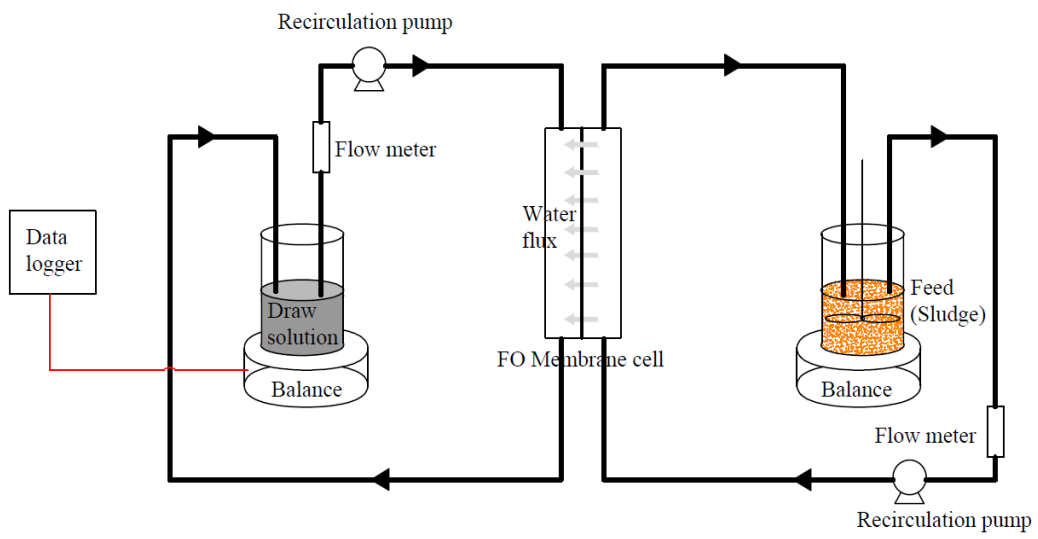 Recirculation pump
Flow meter
Data
logger
Draw
solution
Balance
Water
flux
FO Membrane cell
Feed
(Sludge)
Balance
Flow meter
Recirculation pump